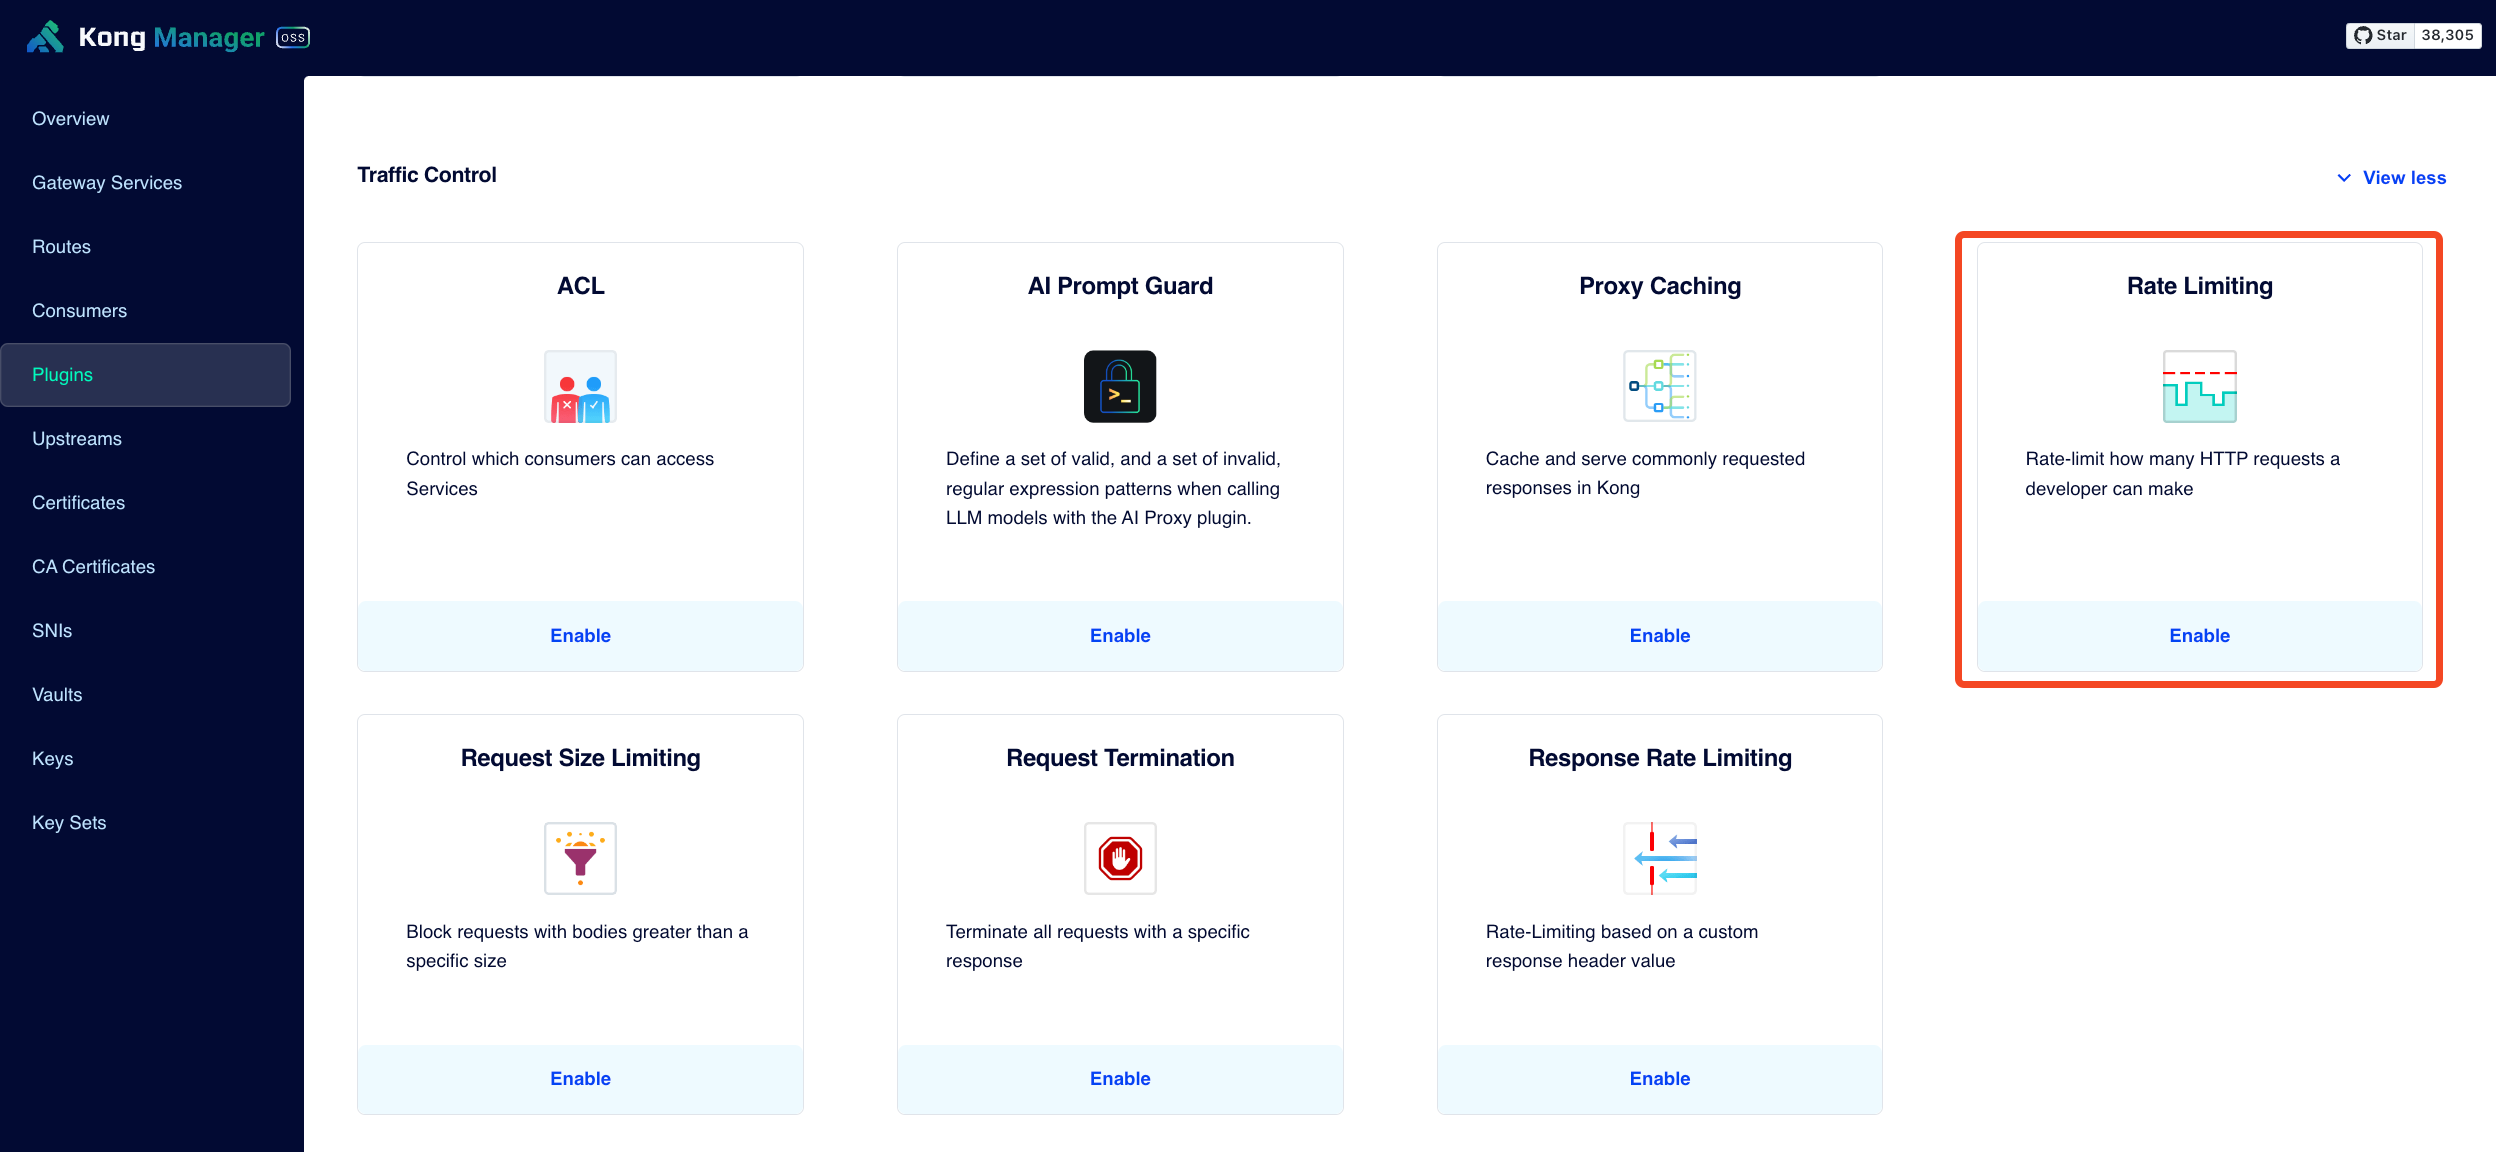 Kong Manager OSS
Star 38,305
Overview
Gateway Services
Routes
Consumers
Plugins
Upstreams
Certificates
CA Certificates
SNIs
Vaults
Keys
Key Sets
Traffic Control
View less
ACL
Control which consumers can access
Services
Enable
AI Prompt Guard
>_
Define a set of valid, and a set of invalid,
regular expression patterns when calling
LLM models with the AI Proxy plugin.
Enable
Proxy Caching
Cache and serve commonly requested
responses in Kong
Enable
Rate Limiting
Rate-limit how many HTTP requests a
developer can make
Enable
Request Size Limiting
Block requests with bodies greater than a
specific size
Enable
Request Termination
Terminate all requests with a specific
response
Enable
Response Rate Limiting
Rate-Limiting based on a custom
response header value
Enable